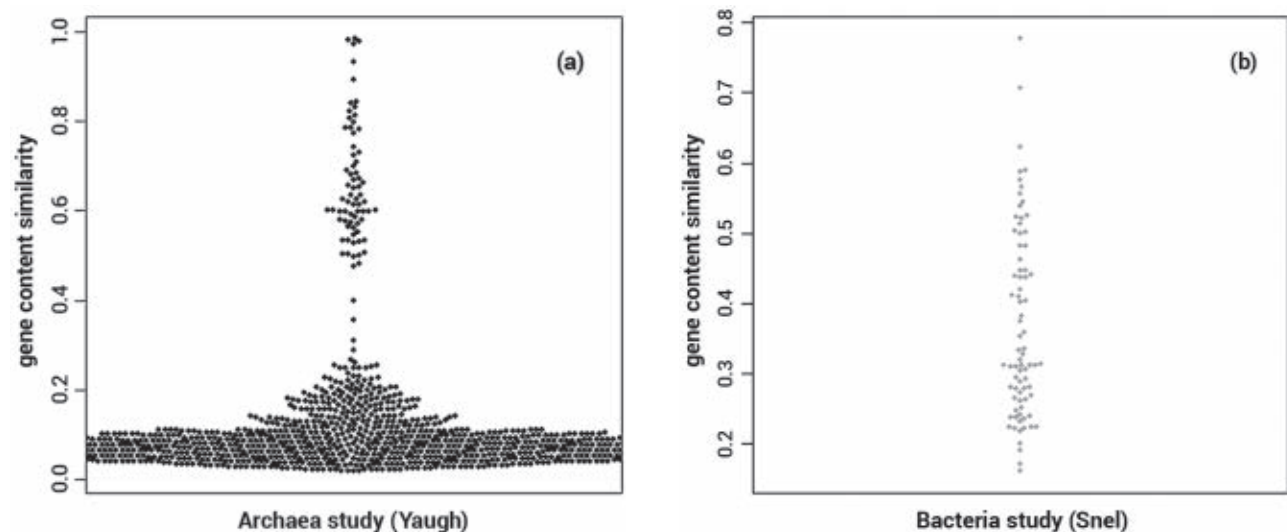 (a)
gene content similarity
1.0
0.8
0.6
0.4
0.2
0.0
Archaea study (Yaugh)
(b)
gene content similarity
0.8
0.7
0.6
0.5
0.4
0.3
0.2
Bacteria study (Snel)